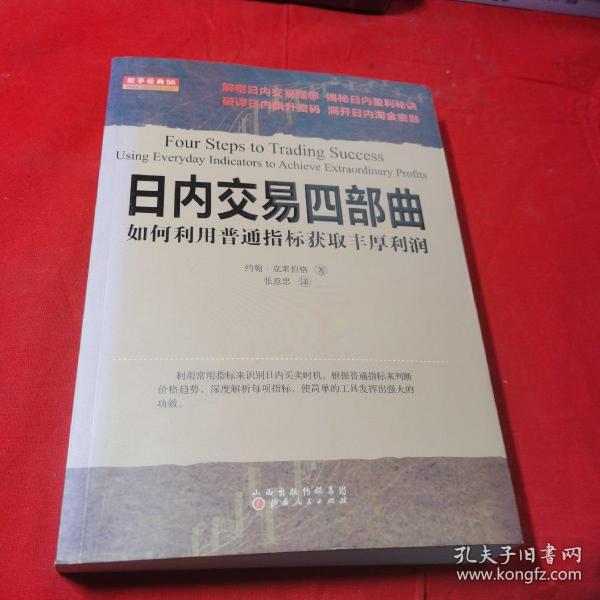 舵手经典56
解密日内交易指标 揭秘日内盈利秘诀
破译日内飙升密码 洞开日内淘金密路
Four Steps to Trading Success
Using Everyday Indicators to Achieve Extraordinary Profits
日内交易四部曲
如何利用普通指标获取丰厚利润
约翰·克莱伯格 著
张意忠 译
利用常用指标来识别日内买卖时机，根据普通指标来判断
价格趋势，深度解析每项指标，使简单的工具发挥出强大的
功效。
山西出版传媒集团
山西人民出版社
孔夫子旧书网
www.kongfz.com